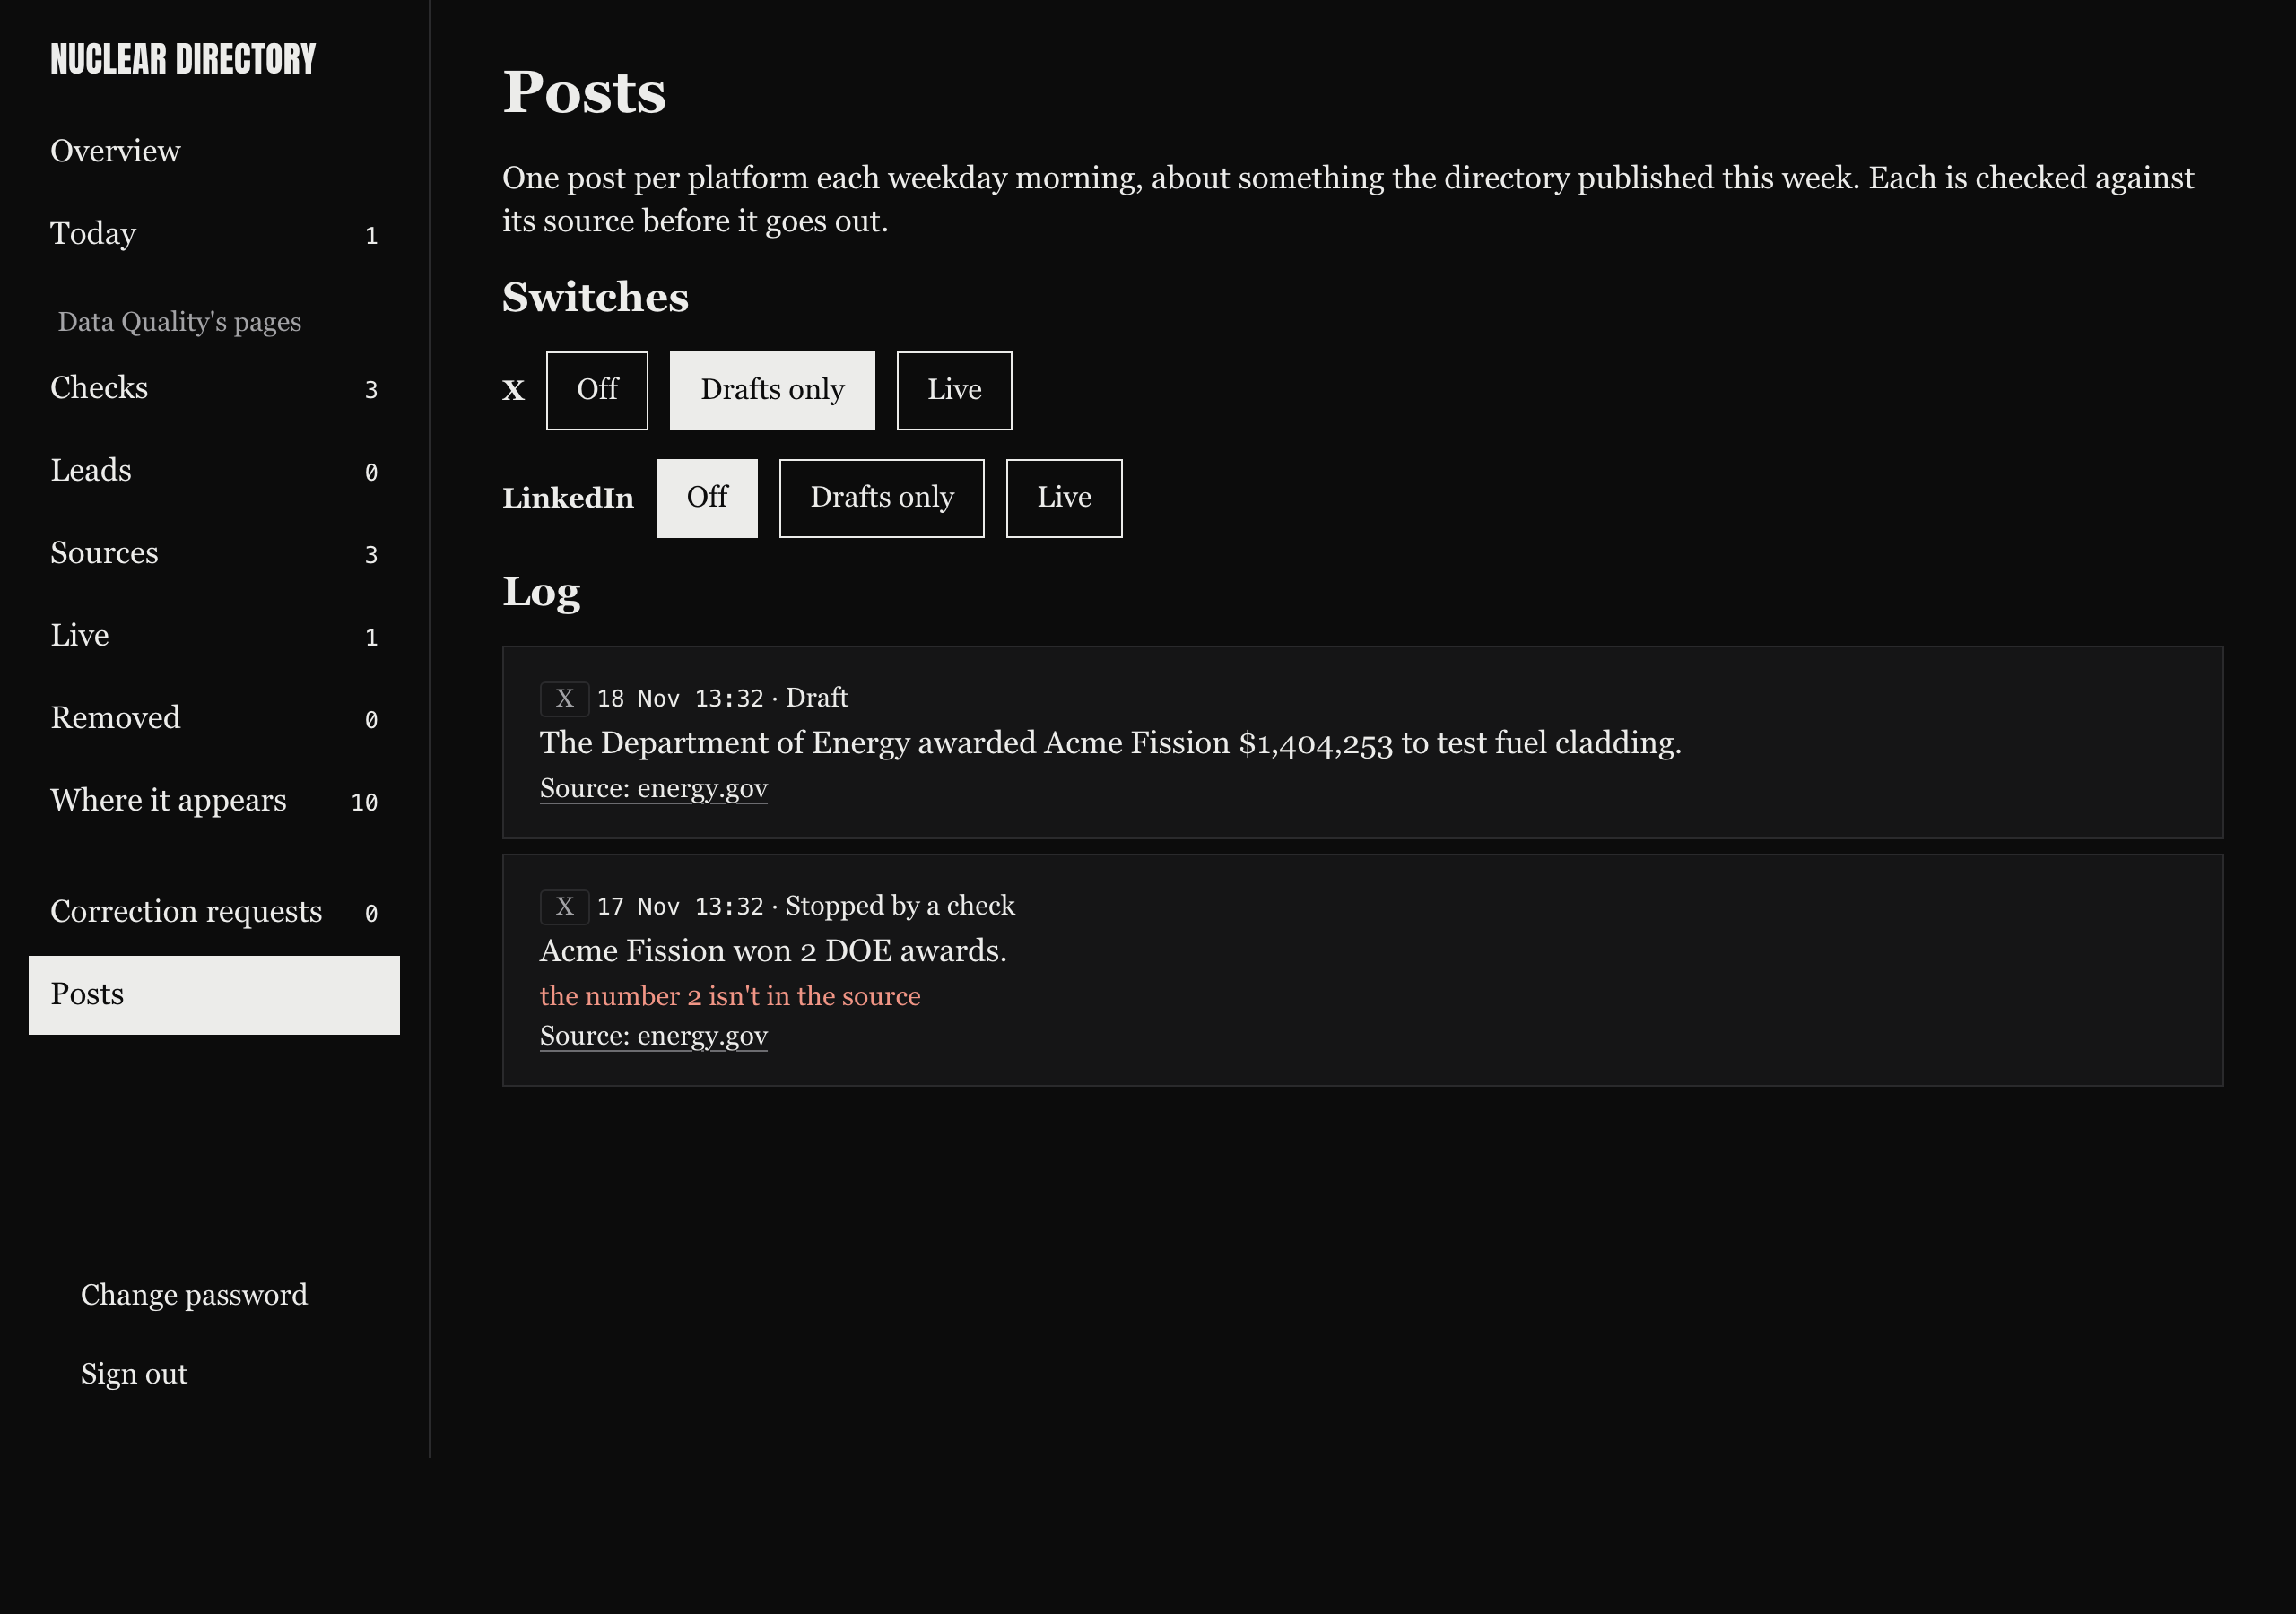 NUCLEAR DIRECTORY
Overview
Today 1
Data Quality's pages
Checks 3
Leads 0
Sources 3
Live 1
Removed 0
Where it appears 10
Correction requests 0
Posts
Change password
Sign out
Posts
One post per platform each weekday morning, about something the directory published this week. Each is checked against
its source before it goes out.
Switches
X Off Drafts only Live
LinkedIn Off Drafts only Live
Log
X 18 Nov 13:32 · Draft
The Department of Energy awarded Acme Fission $1,404,253 to test fuel cladding.
Source: energy.gov
X 17 Nov 13:32 · Stopped by a check
Acme Fission won 2 DOE awards.
the number 2 isn't in the source
Source: energy.gov